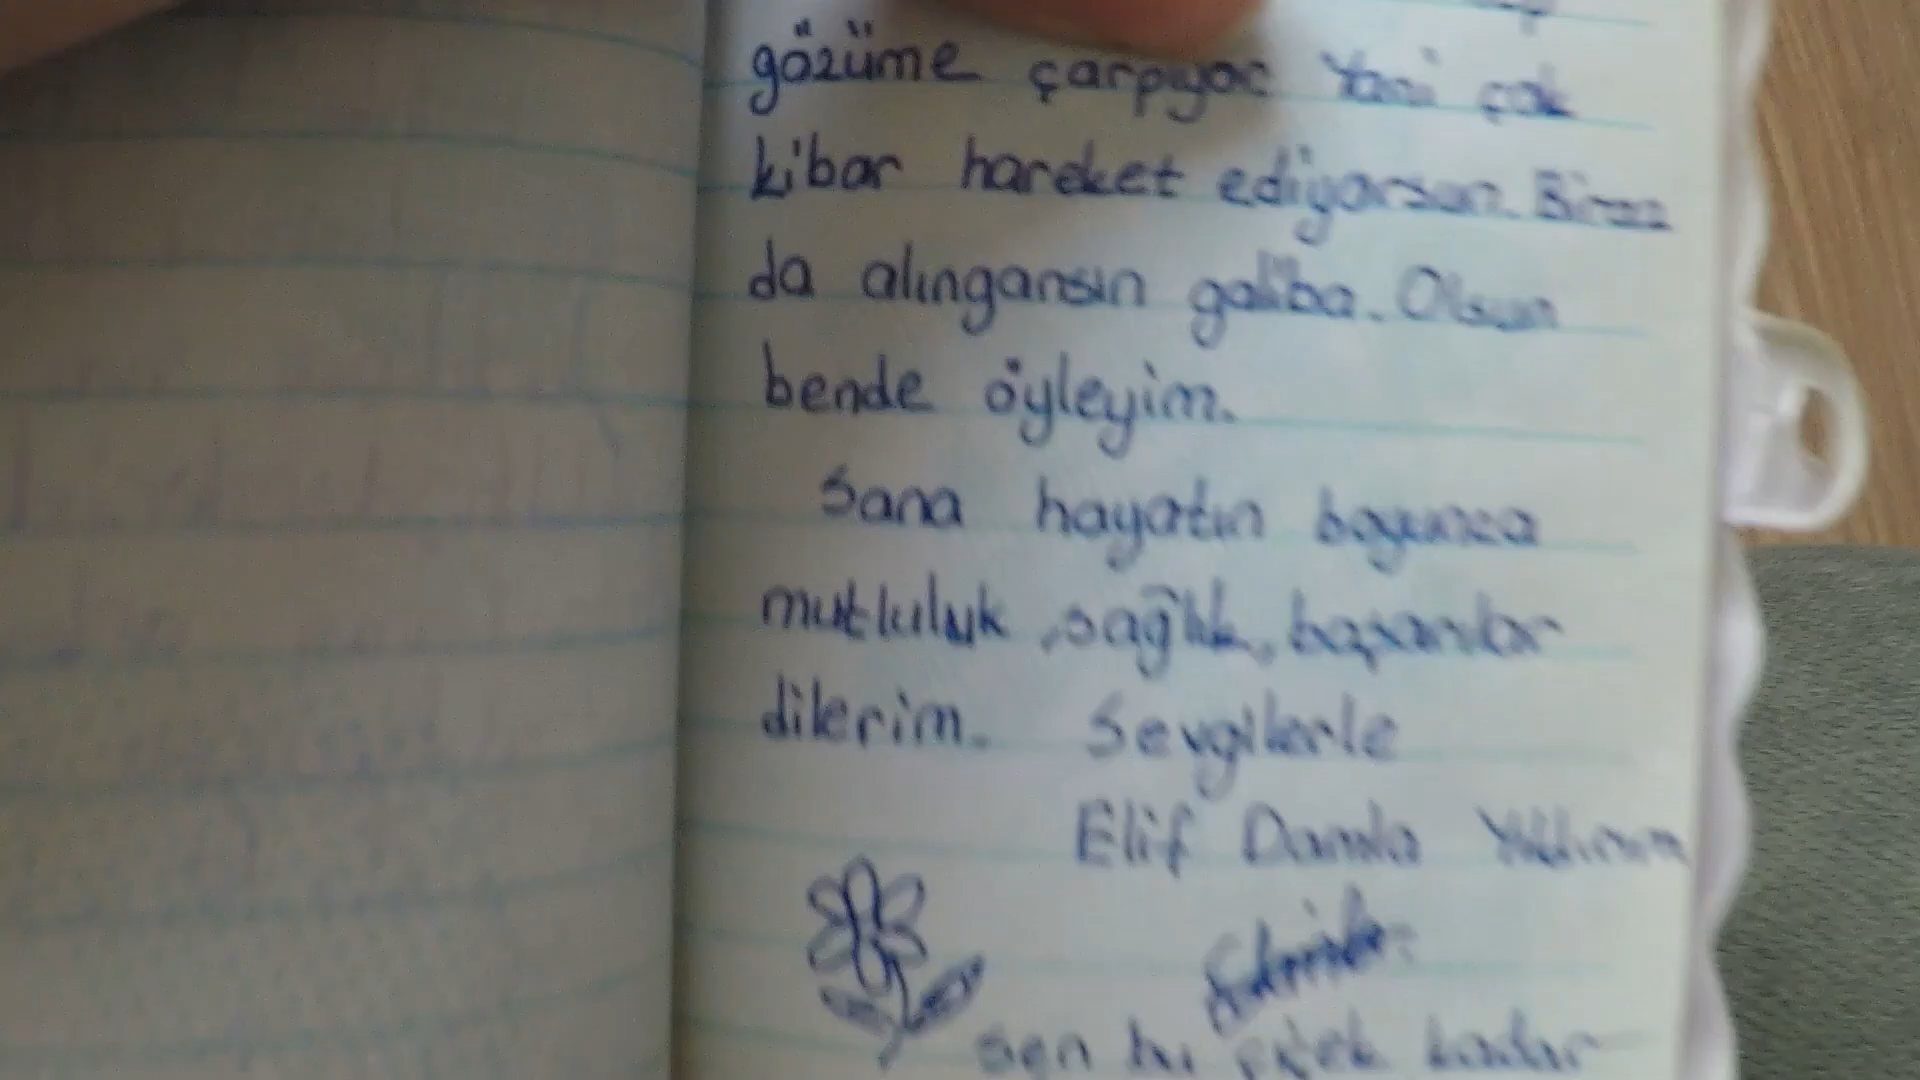 gözüme çarpıyor Yani çok
kibar hareket ediyorsun. Biraz
da alıngansın galiba. Olsun
bende öyleyim.
Sana hayatın boyunca
mutluluk, sağlık, başarılar
dilerim. Sevgilerle
Elif Damla Yıldırım
sen bu çiçek kadar